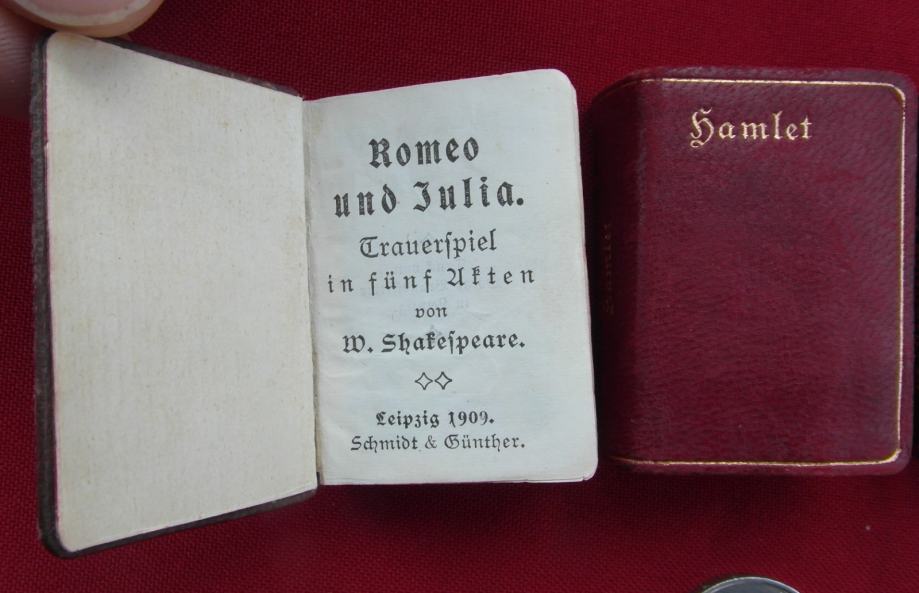 Romeo
und Julia.
Trauerſpiel
in fünf Akten
von
W. Shakeſpeare.
Leipzig 1909.
Schmidt & Günther.
Hamlet